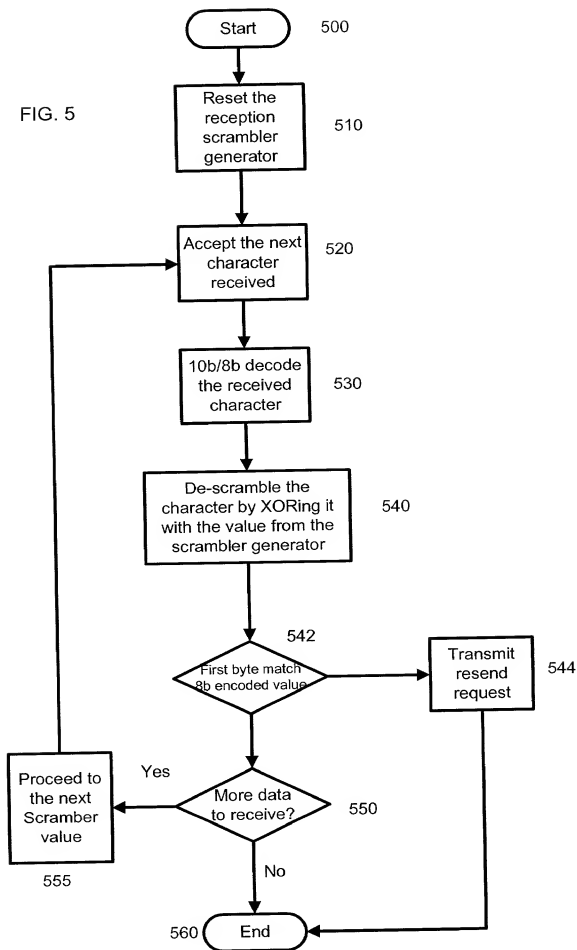 Start
500
FIG. 5
Reset the
reception
scrambler
generator
510
Accept the next
character
received
520
10b/8b decode
the received
character
530
De-scramble the
character by XORing it
with the value from the
scrambler generator
540
542
First byte match
8b encoded value
Transmit
resend
request
544
Proceed to
the next
Scramber
value
555
Yes
More data
to receive?
550
No
560
End